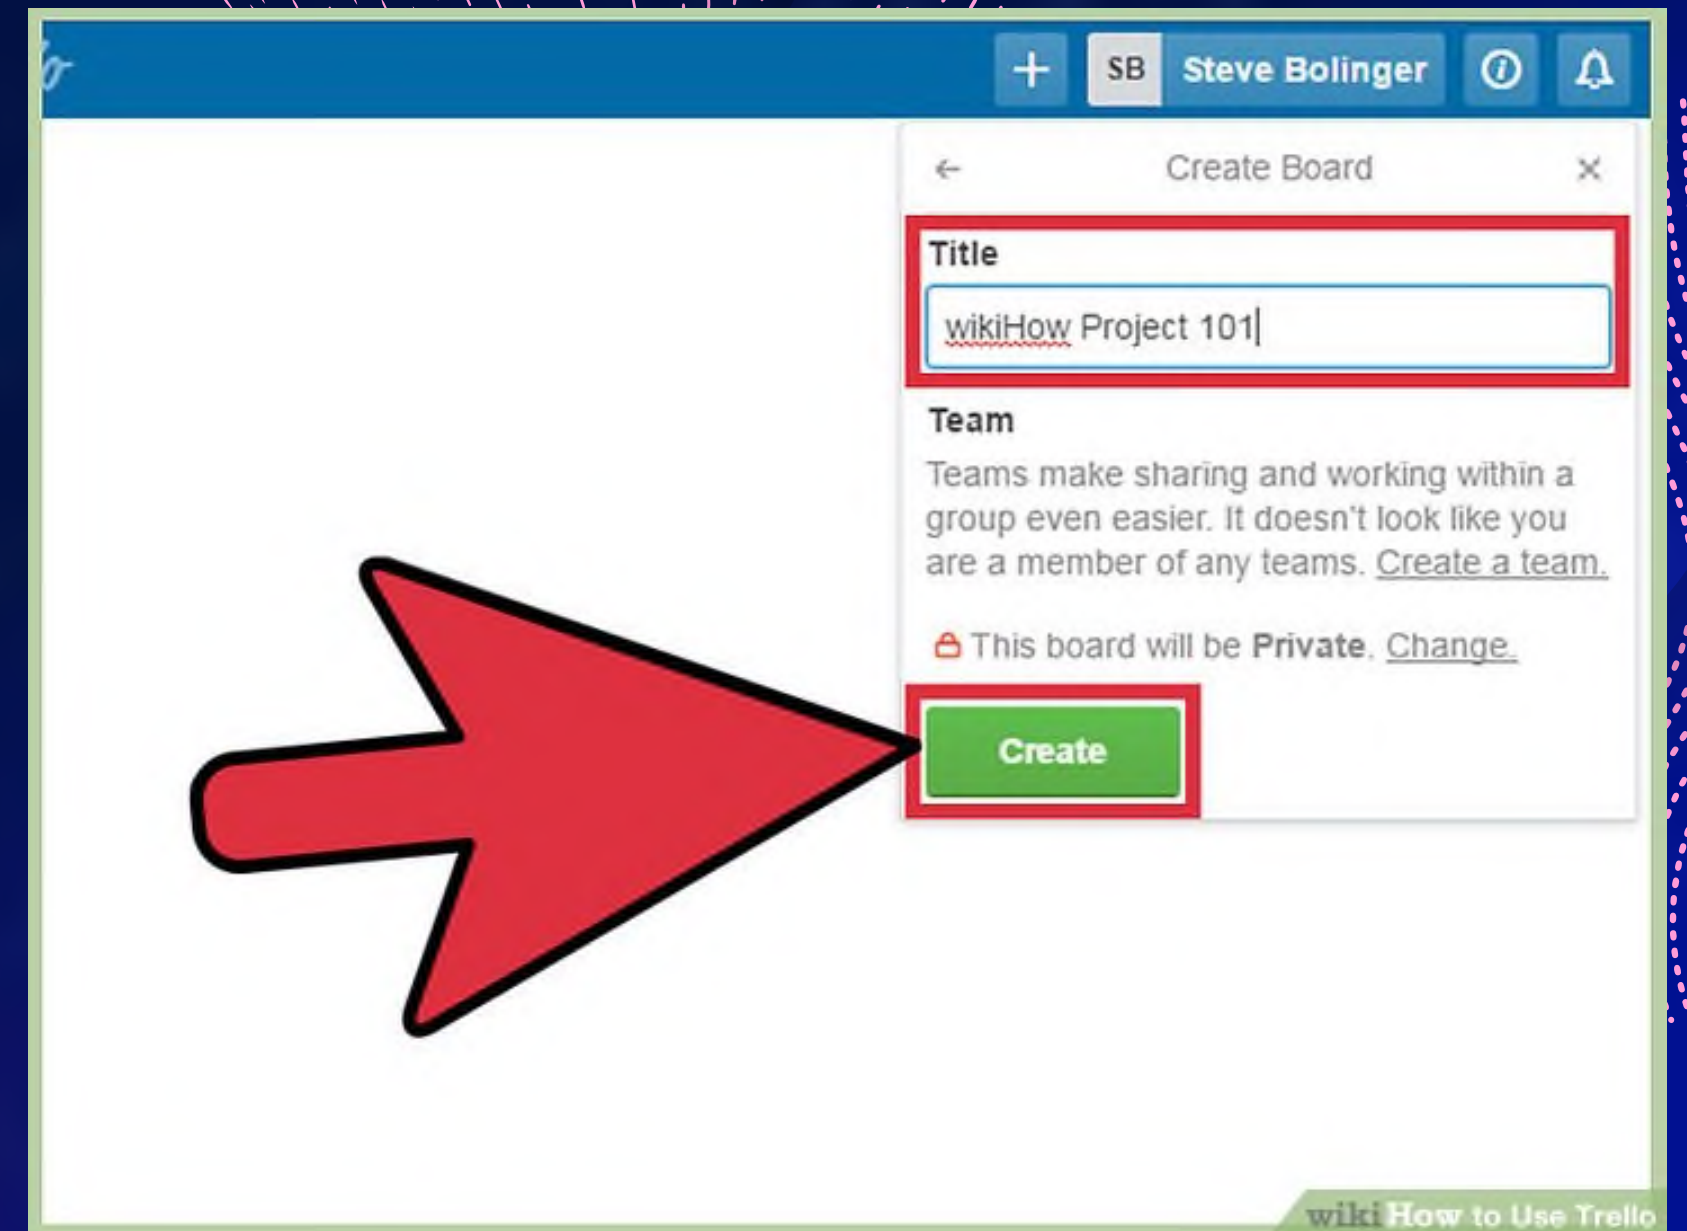 SB Steve Bolinger
Create Board
Title
wikiHow Project 101
Team
Teams make sharing and working within a
group even easier. It doesn't look like you
are a member of any teams. Create a team.
This board will be Private. Change.
Create
wikiHow to Use Trello